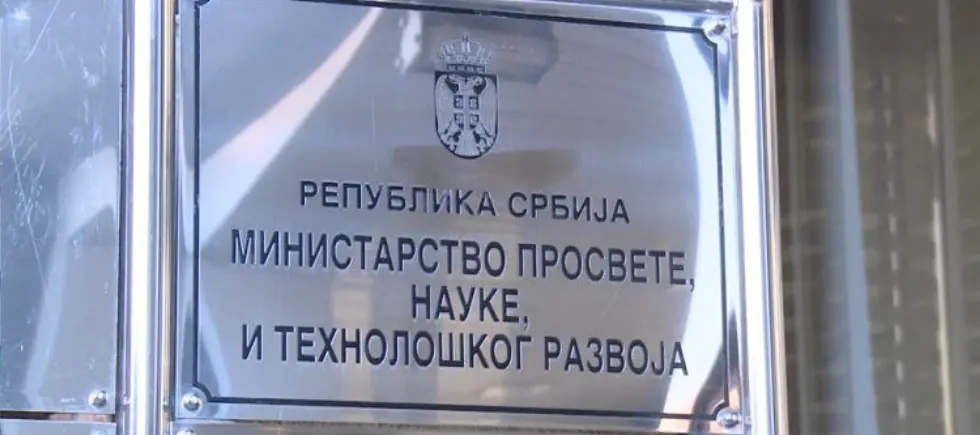 РЕПУБЛИКА СРБИЈА
МИНИСТАРСТВО ПРОСВЕТЕ,
НАУКЕ,
И ТЕХНОЛОШКОГ РАЗВОЈА